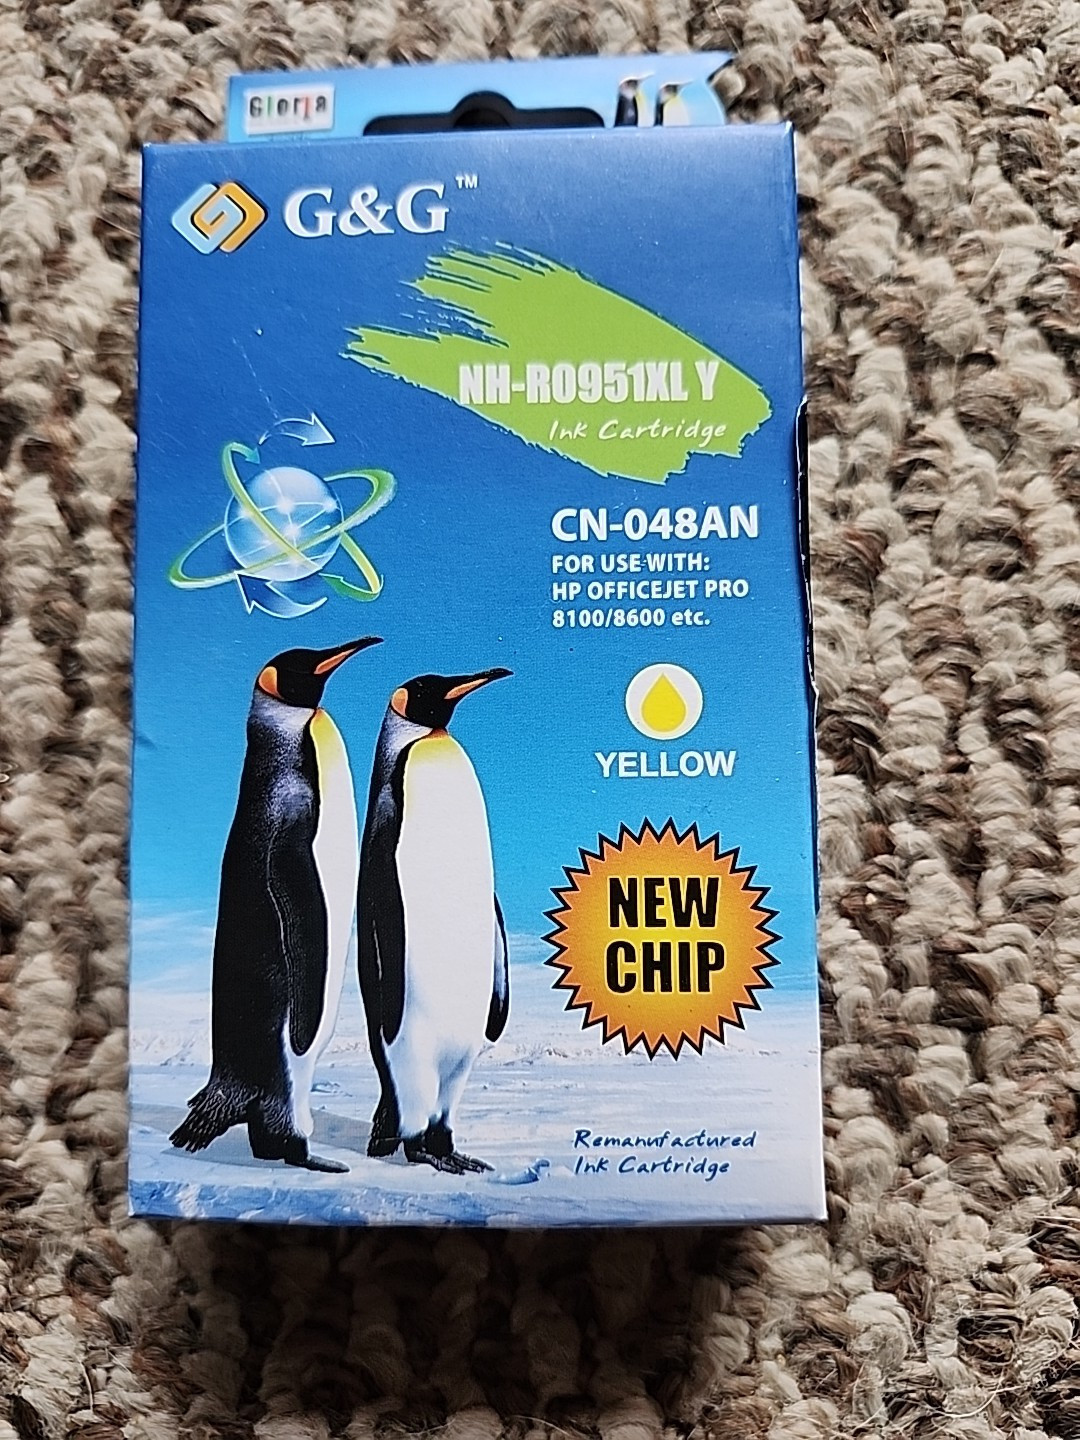 Gloria
G&G™
NH-R0951XL Y
Ink Cartridge
CN-048AN
FOR USE WITH:
HP OFFICEJET PRO
8100/8600 etc.
YELLOW
NEW
CHIP
Remanufactured
Ink Cartridge